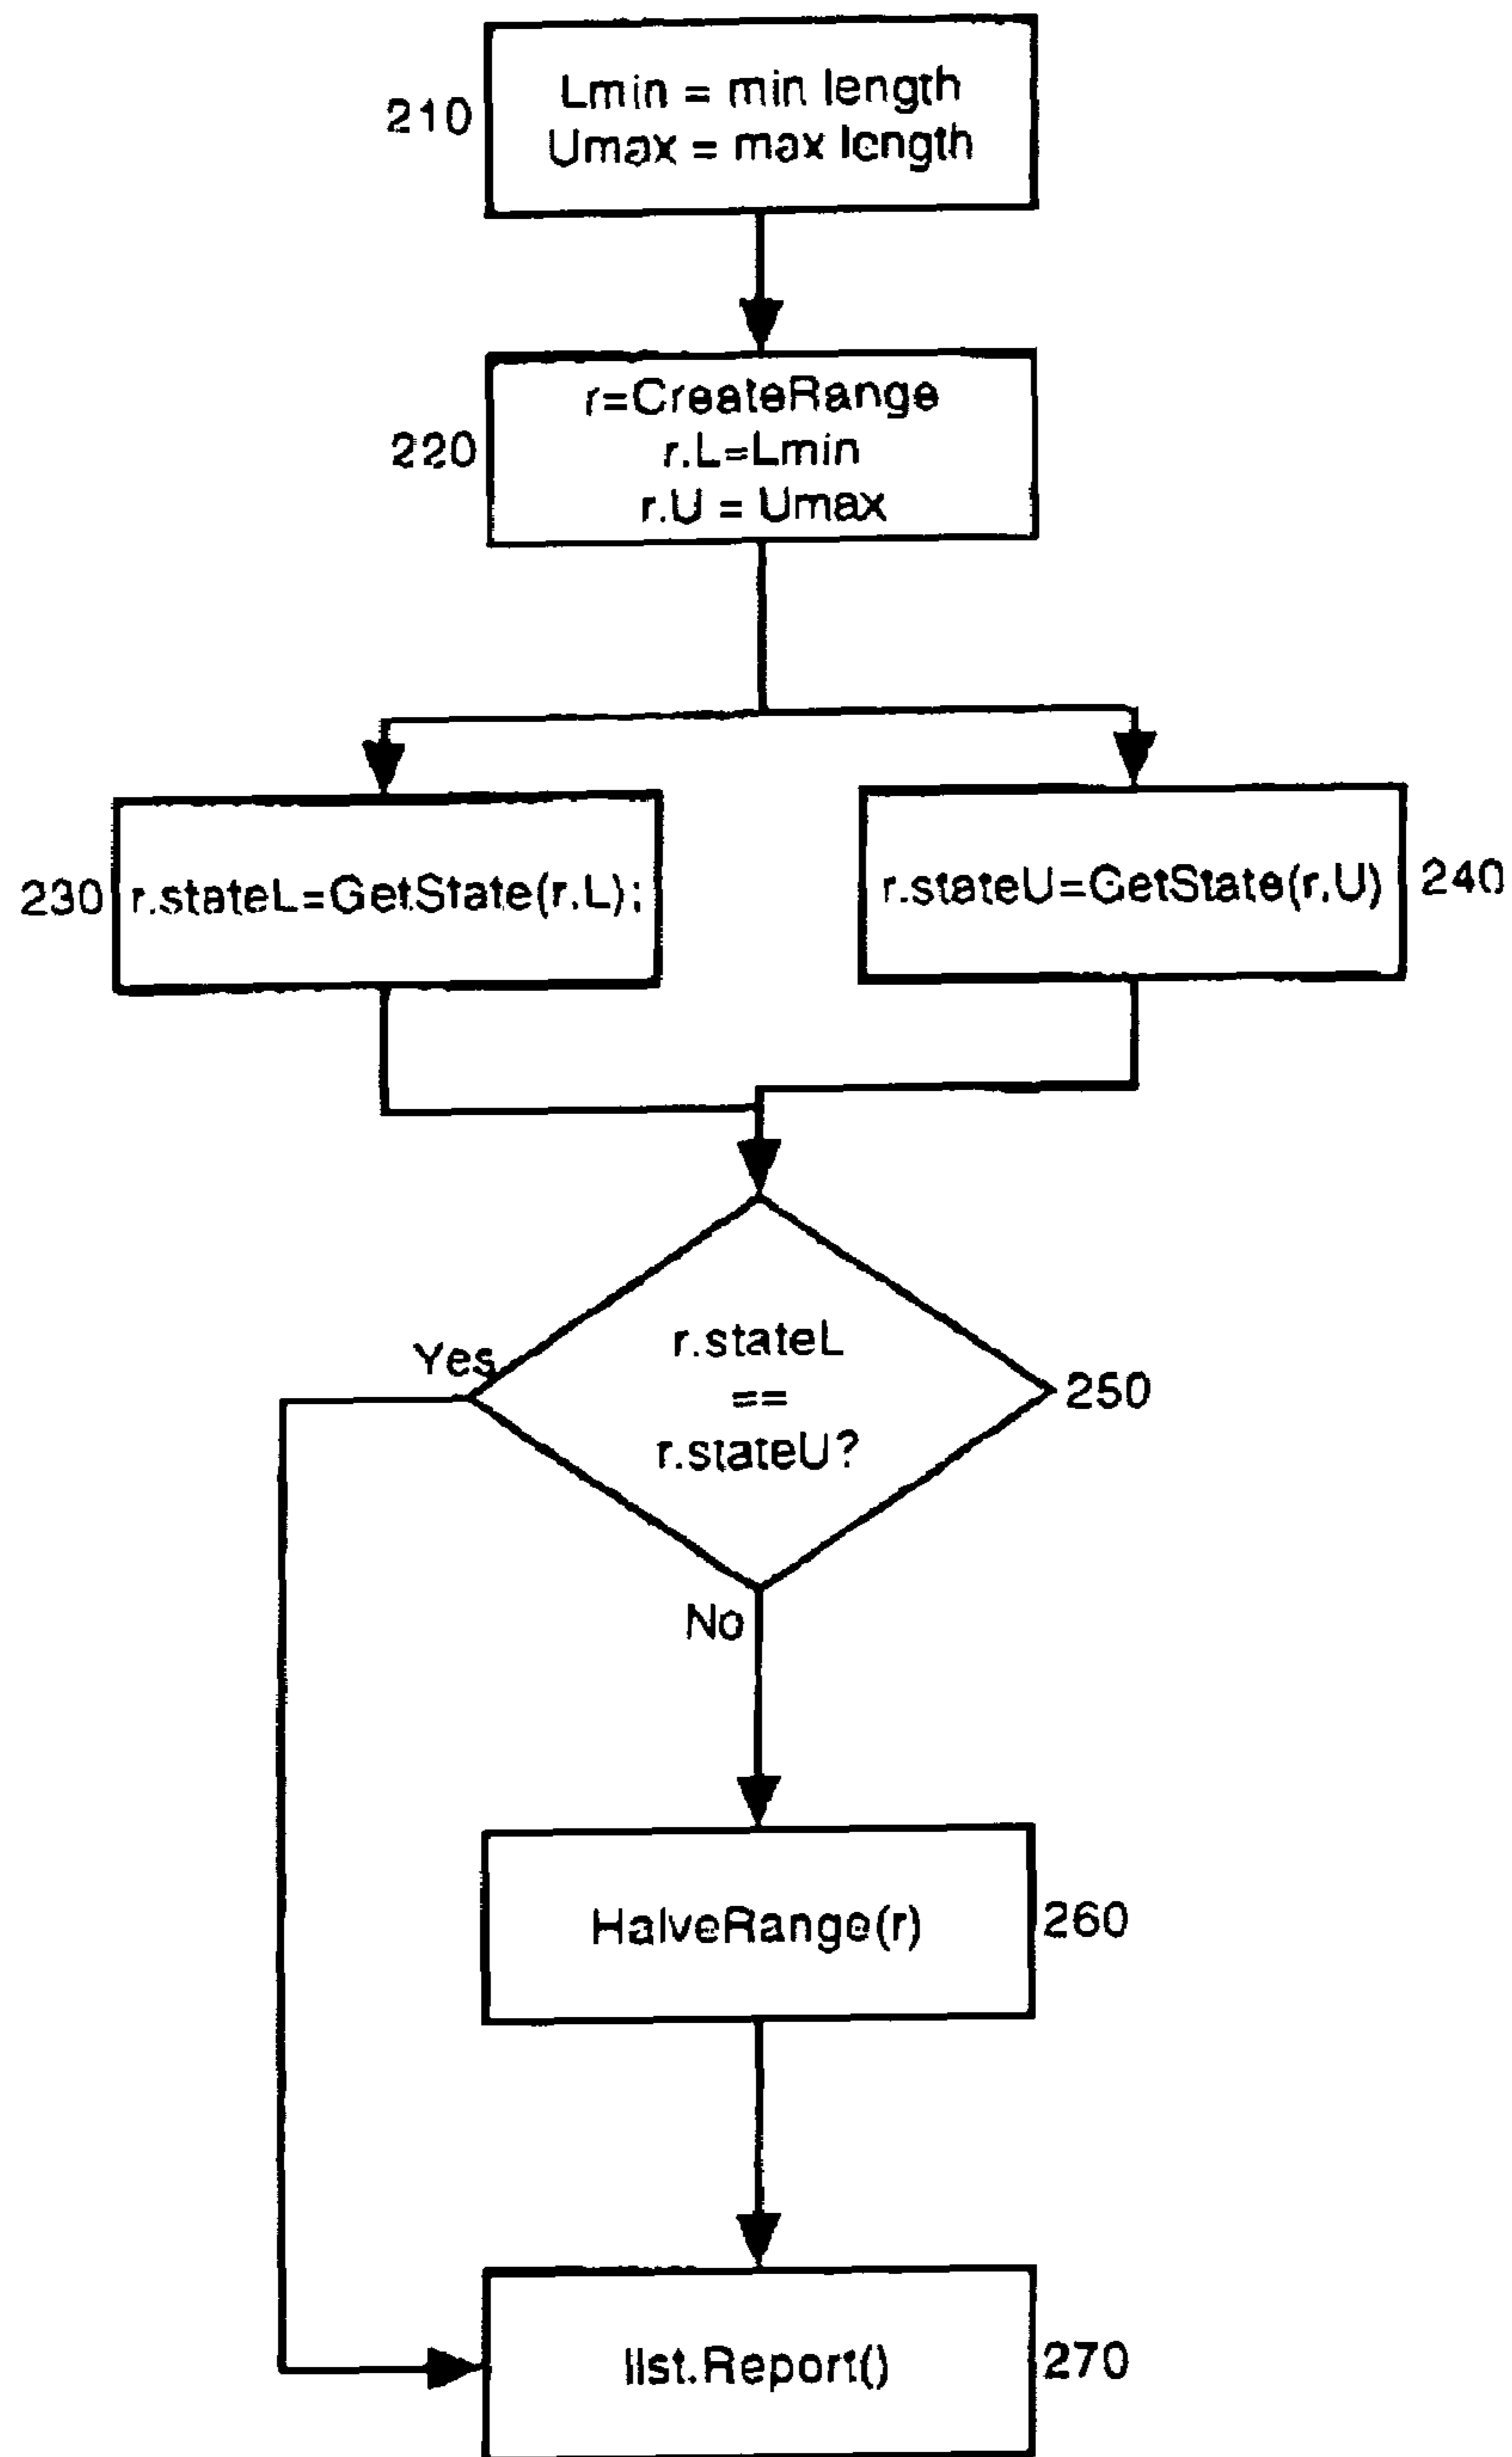 210
Lmin = min length
Umax = max length
220
r=CreateRange
r.L=Lmin
r.U = Umax
230
r.stateL=GetState(r.L);
r.stateU=GetState(r.U)
240
Yes
r.stateL
==
r.stateU?
250
No
HalveRange(r)
260
list.Report()
270